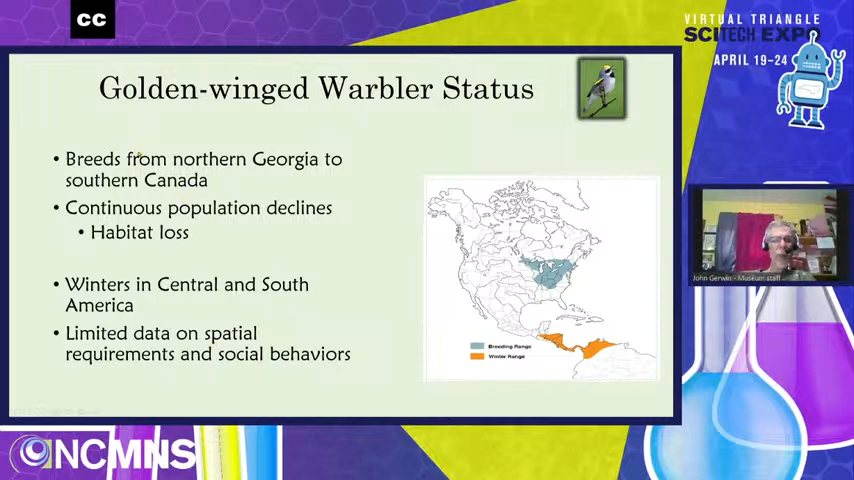 CC
VIRTUAL TRIANGLE
SCITECH EXPO
APRIL 19-24
Golden-winged Warbler Status
• Breeds from northern Georgia to
southern Canada
• Continuous population declines
• Habitat loss
• Winters in Central and South
America
• Limited data on spatial
requirements and social behaviors
Breeding Range
Winter Range
John Gerwin - Museum staff
NCMNS